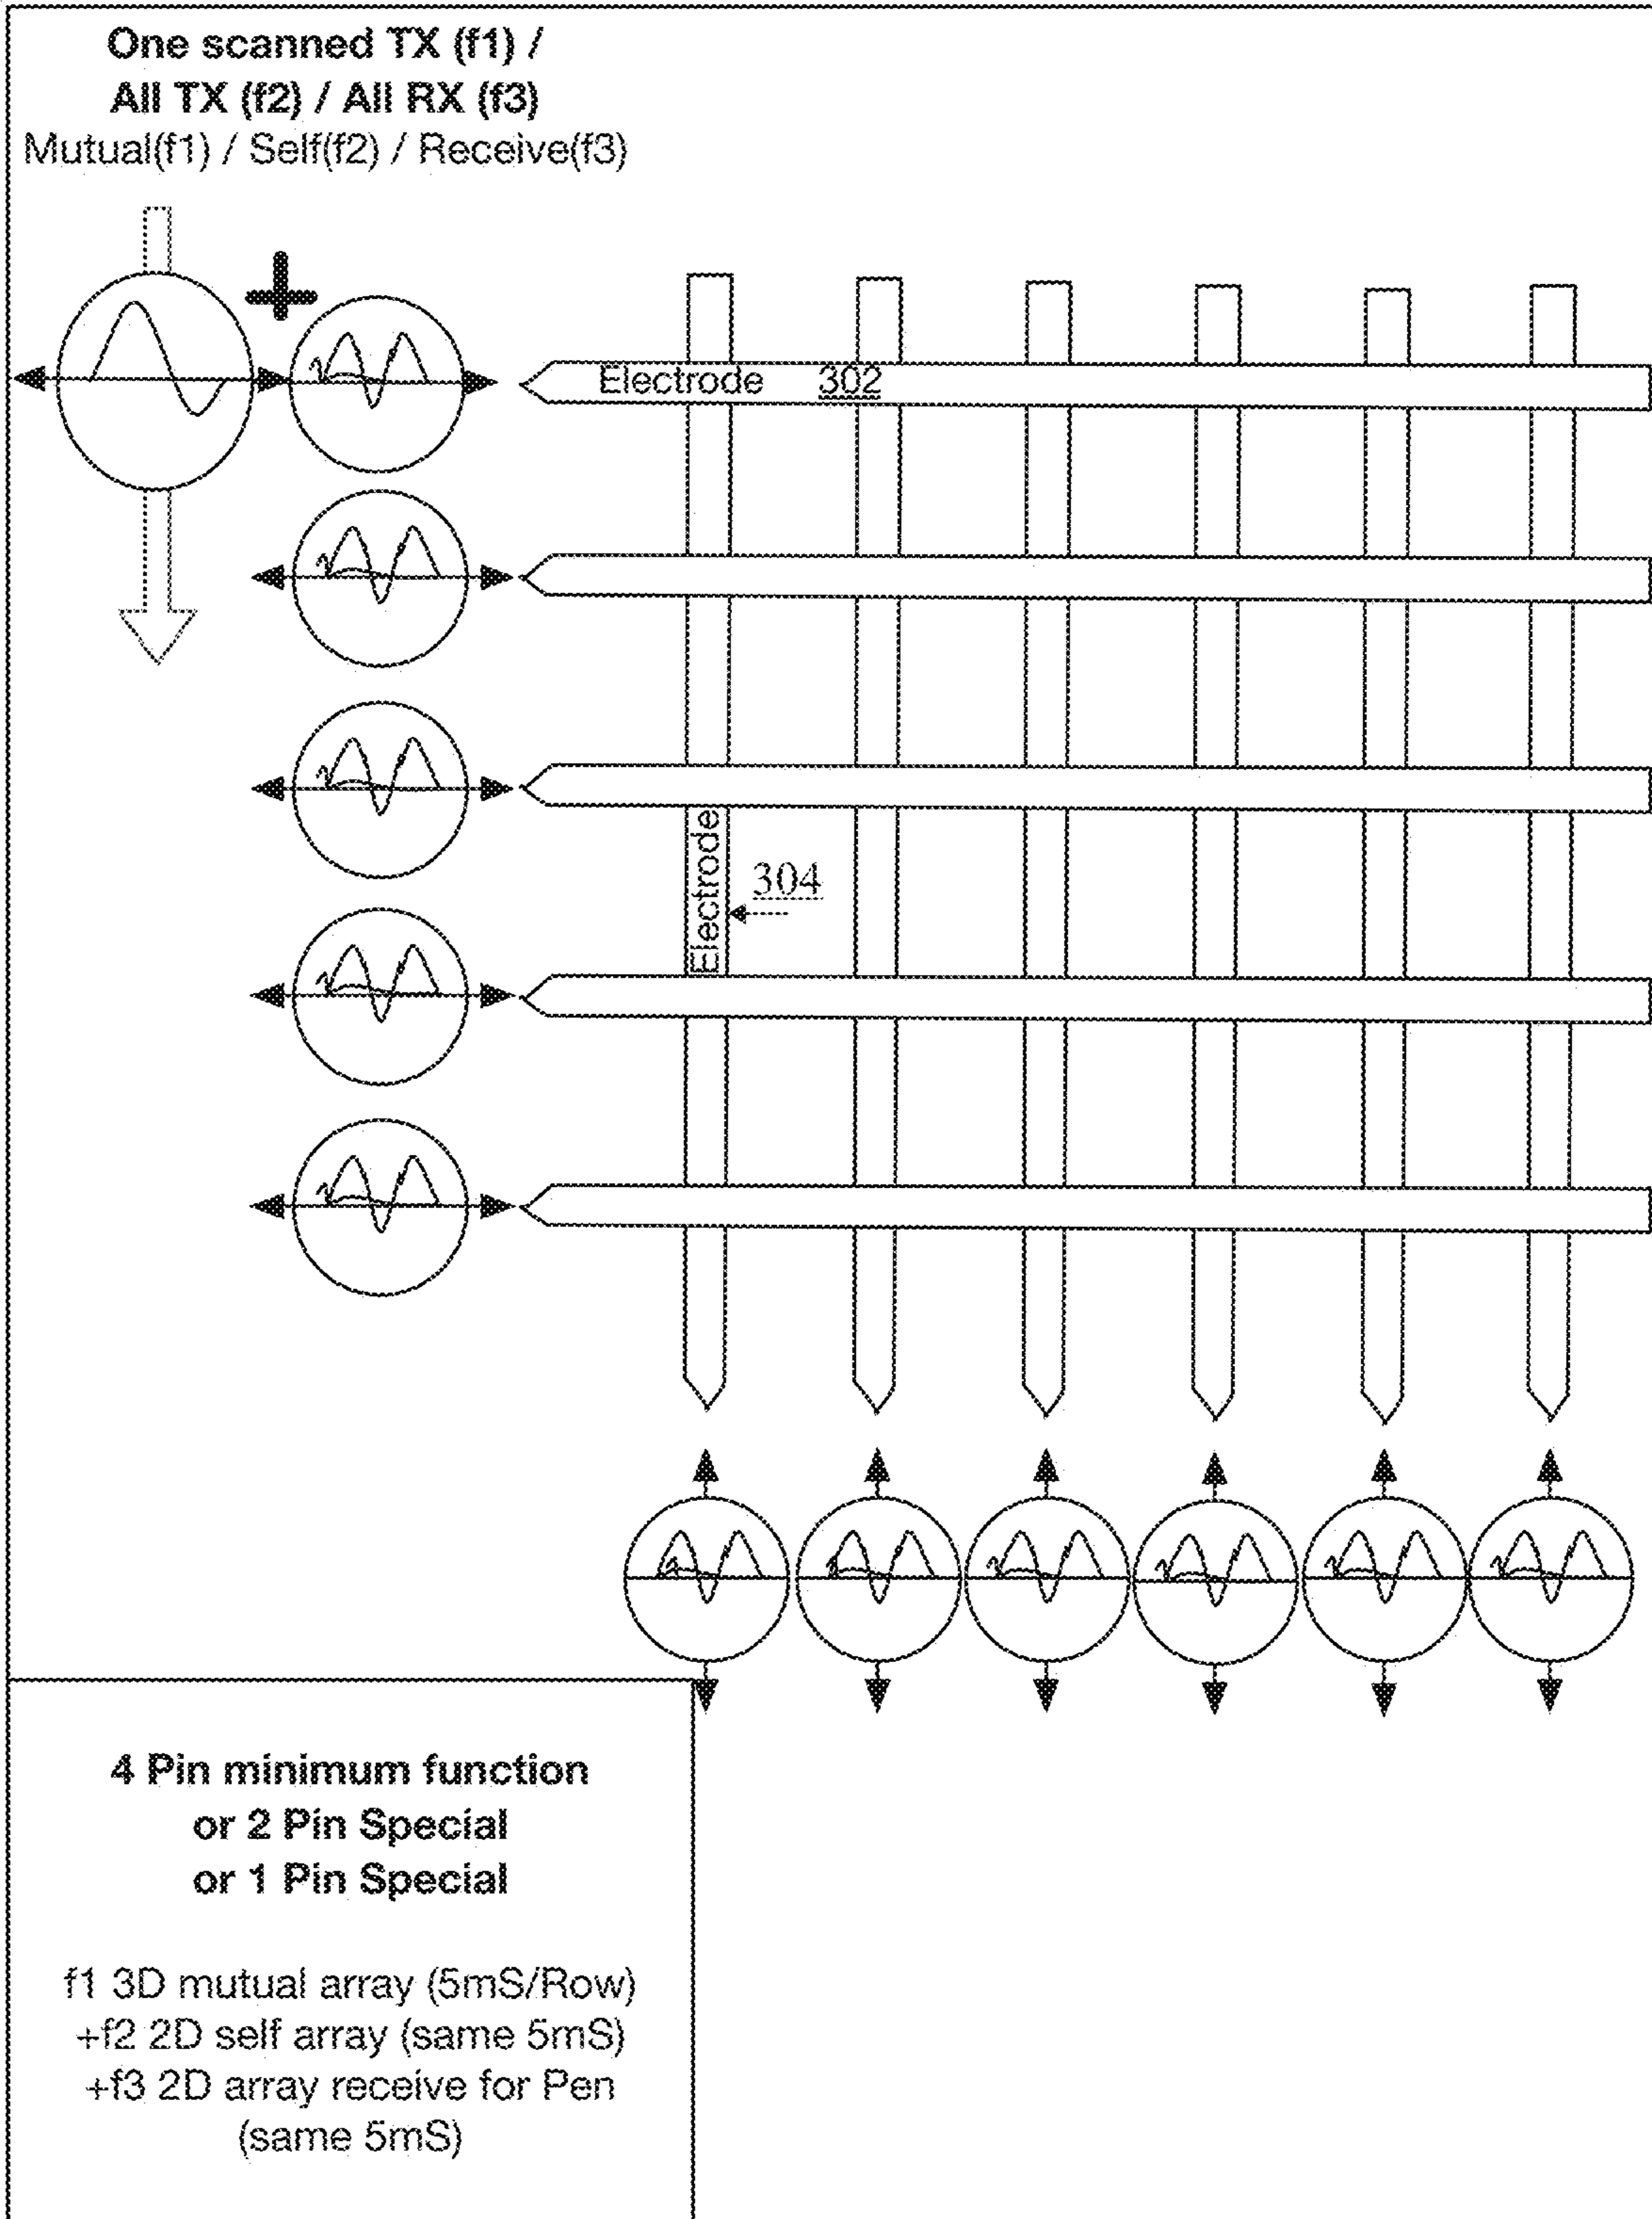 One scanned TX (f1) /
All TX (f2) / All RX (f3)
Mutual(f1) / Self(f2) / Receive(f3)
Electrode 302
Electrode
304
4 Pin minimum function
or 2 Pin Special
or 1 Pin Special
f1 3D mutual array (5mS/Row)
+f2 2D self array (same 5mS)
+f3 2D array receive for Pen
(same 5mS)